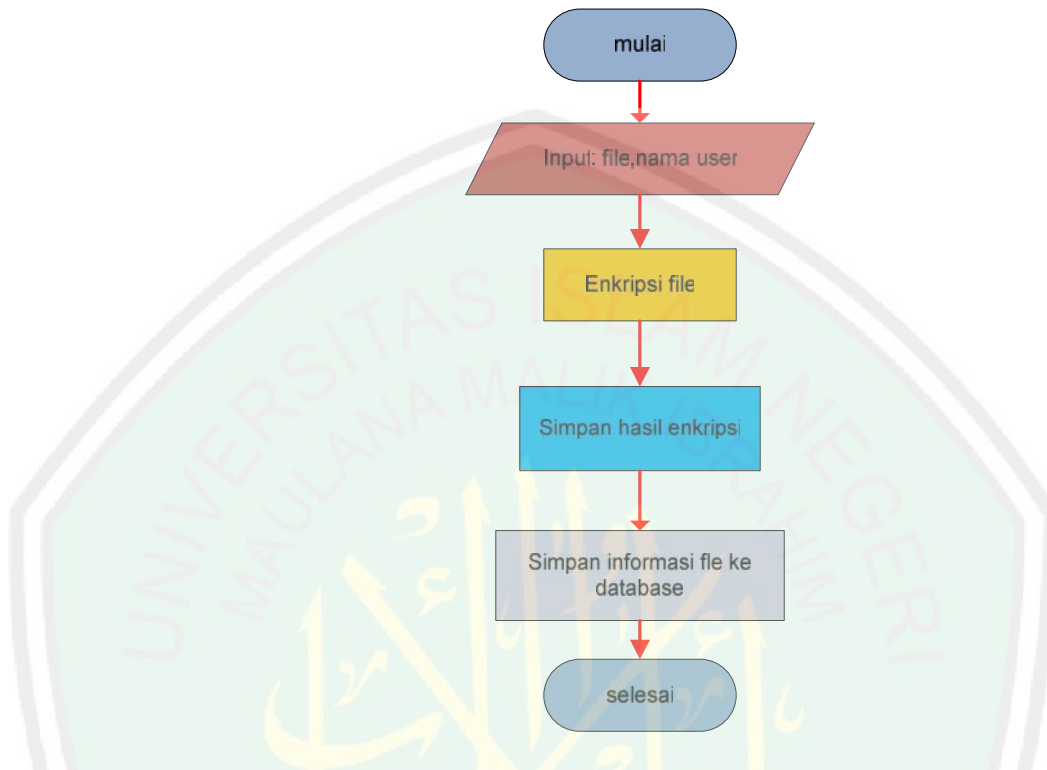 mulai
Input: file,nama user
Enkripsi file
Simpan hasil enkripsi
Simpan informasi fle ke
database
selesai
UNIVERSITAS ISLAM NEGERI
MAULANA MALIK IBRAHIM